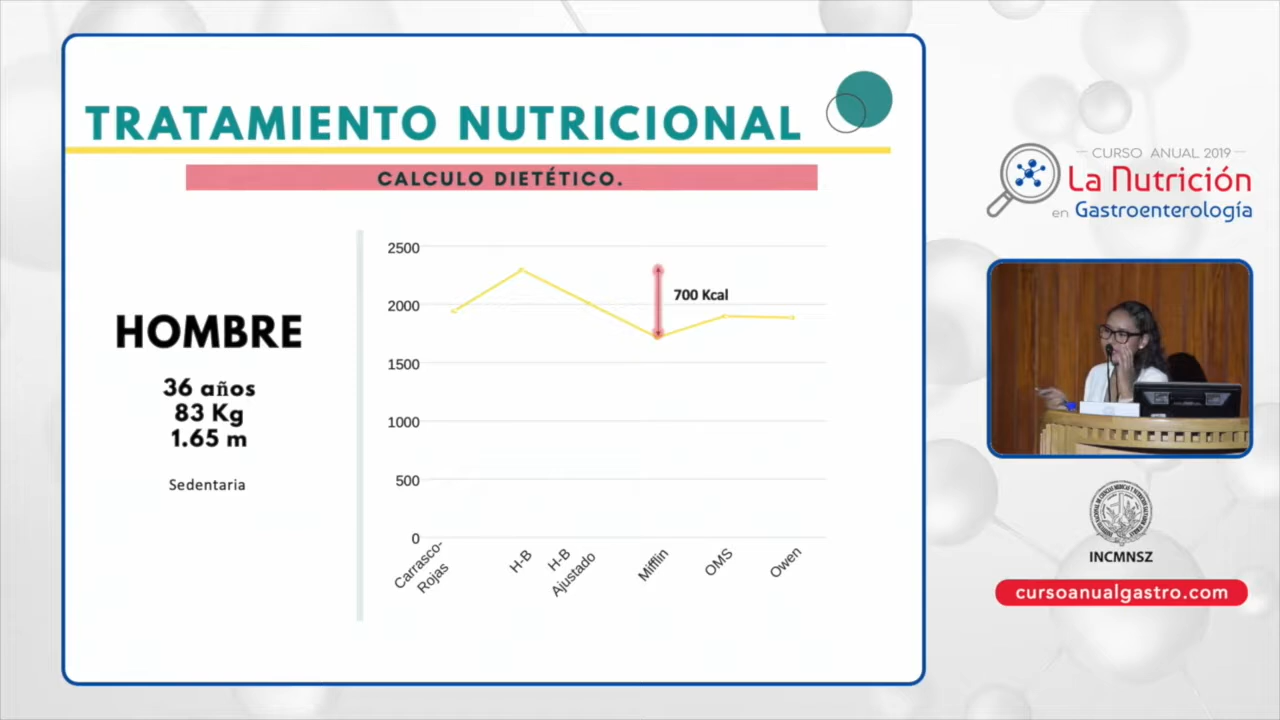 TRATAMIENTO NUTRICIONAL
CALCULO DIETÉTICO.
HOMBRE
36 años
83 Kg
1.65 m
Sedentaria
2500
2000
1500
1000
500
0
700 Kcal
Carrasco-
Rojas
H-B
H-B
Ajustado
Mifflin
OMS
Owen
CURSO ANUAL 2019
La Nutrición
en Gastroenterología
INCMNSZ
cursoanualgastro.com